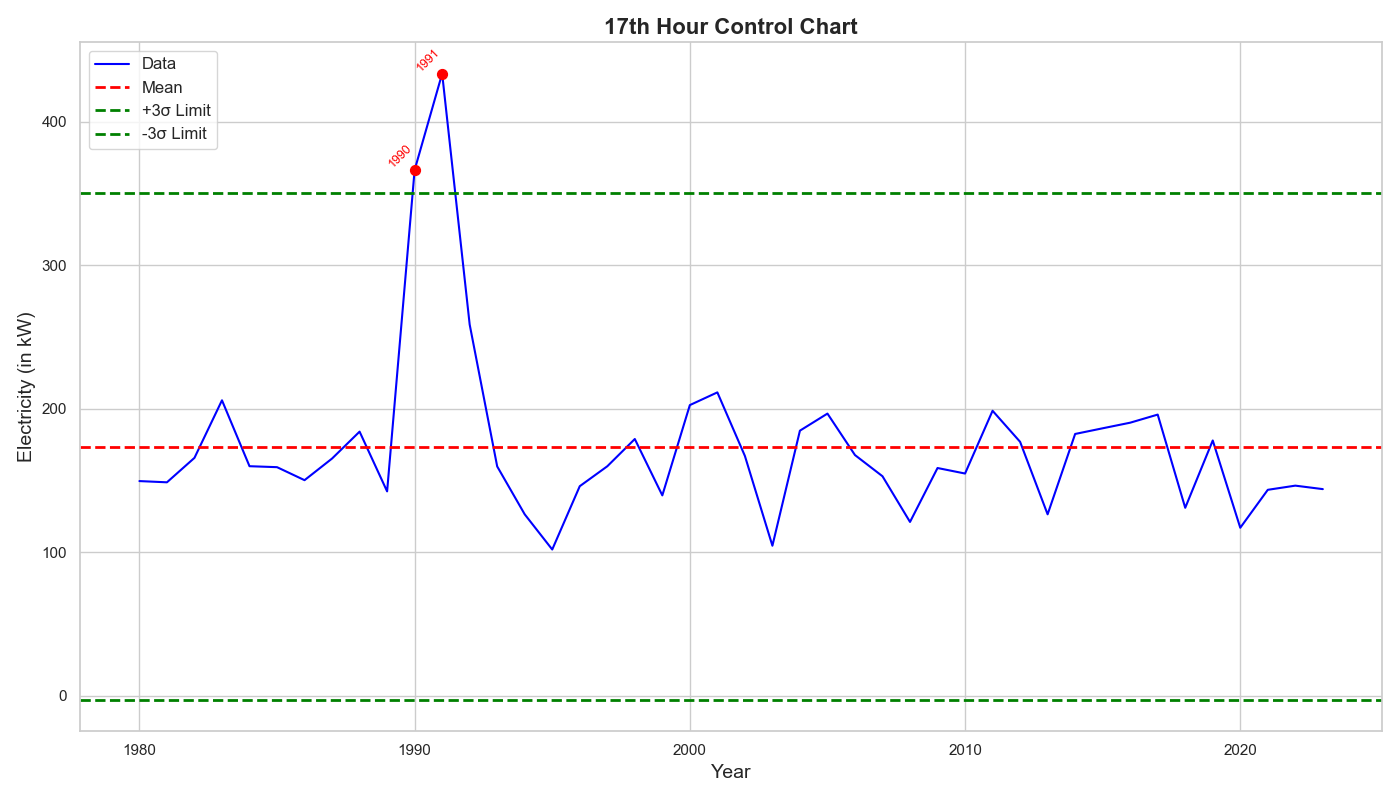 17th Hour Control Chart
Data
Mean
+3σ Limit
-3σ Limit
1991
1990
Electricity (in kW)
400
300
200
100
0
1980
1990
2000
2010
2020
Year